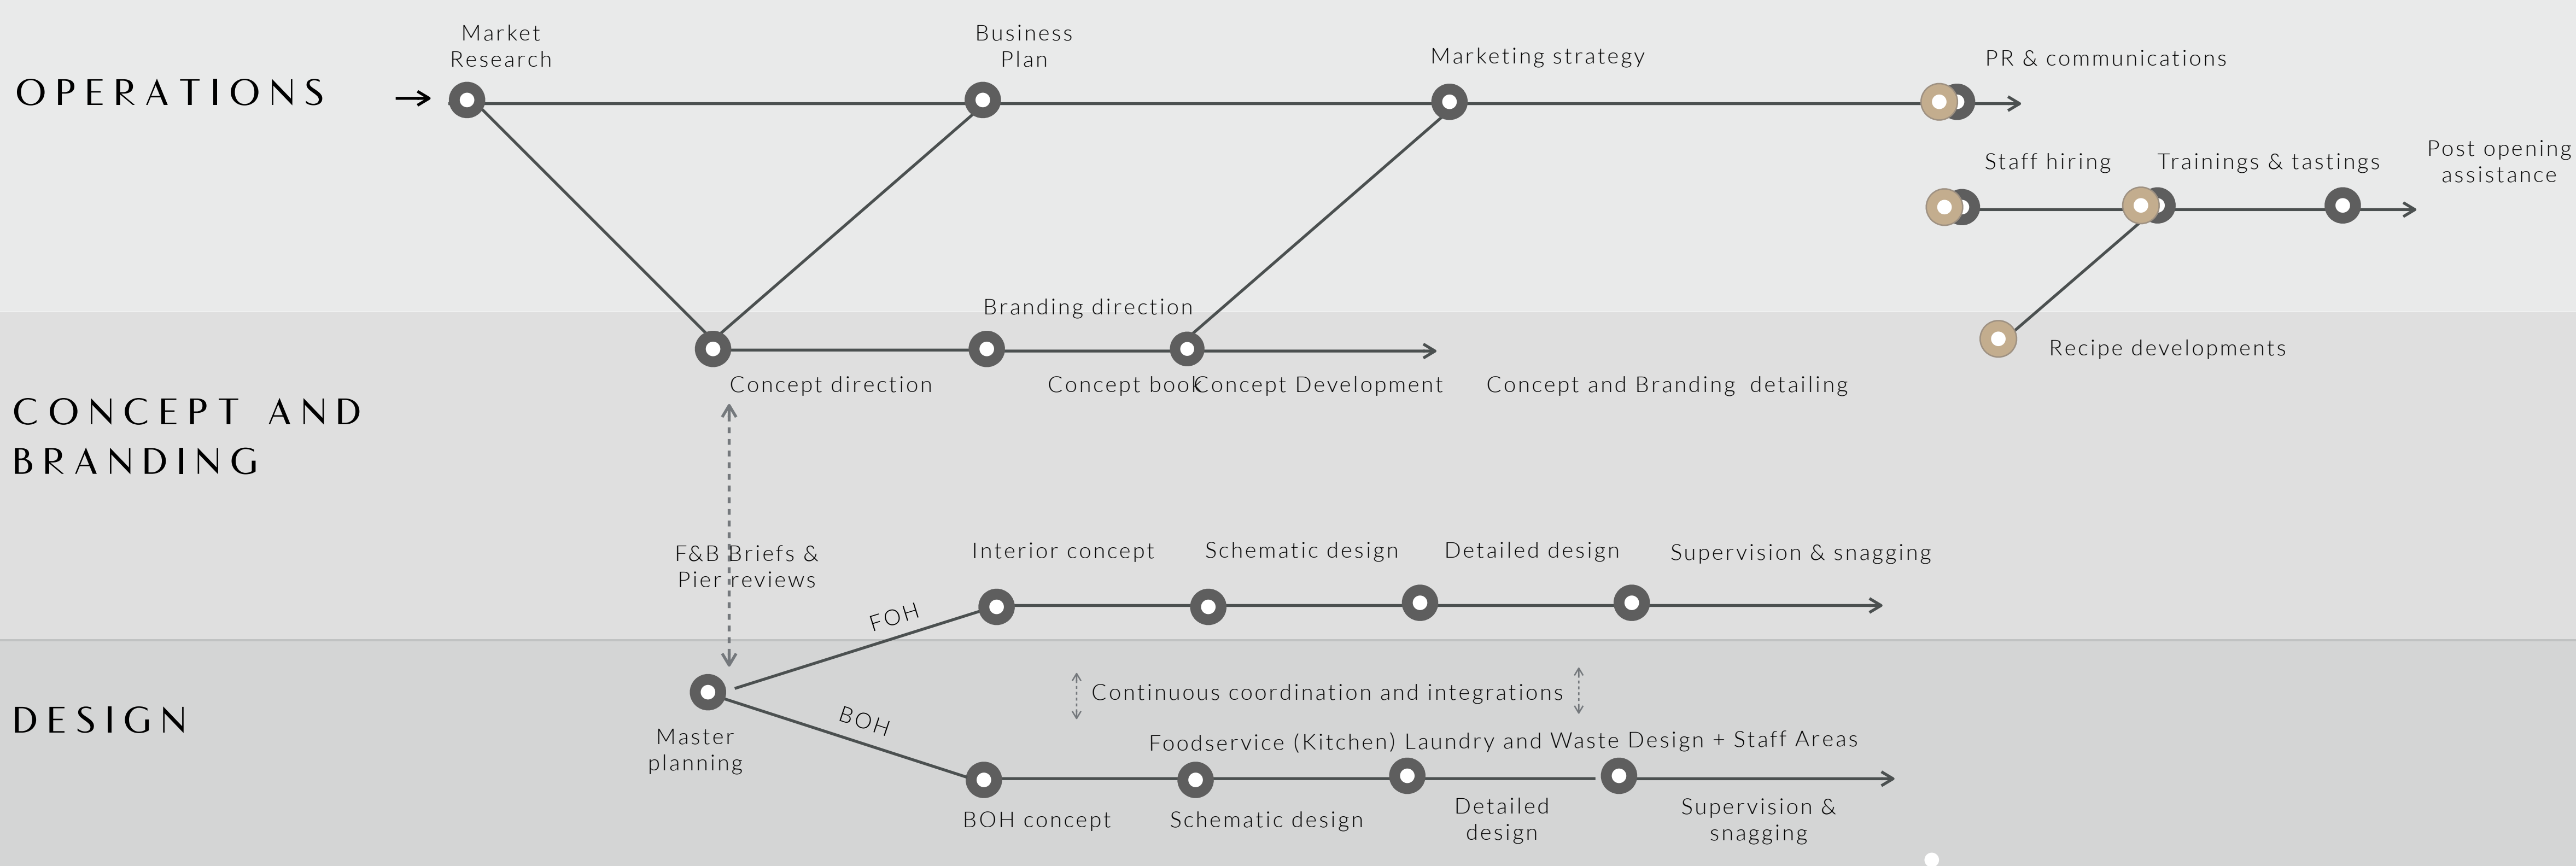 Market
Research
Business
Plan
Marketing strategy
PR & communications
OPERATIONS
Staff hiring
Trainings & tastings
Post opening
assistance
Branding direction
Recipe developments
Concept direction
Concept book
Concept Development
Concept and Branding detailing
CONCEPT AND
BRANDING
F&B Briefs &
Pier reviews
Interior concept
Schematic design
Detailed design
Supervision & snagging
FOH
DESIGN
Continuous coordination and integrations
BOH
Master
planning
Foodservice (Kitchen) Laundry and Waste Design + Staff Areas
BOH concept
Schematic design
Detailed
design
Supervision &
snagging